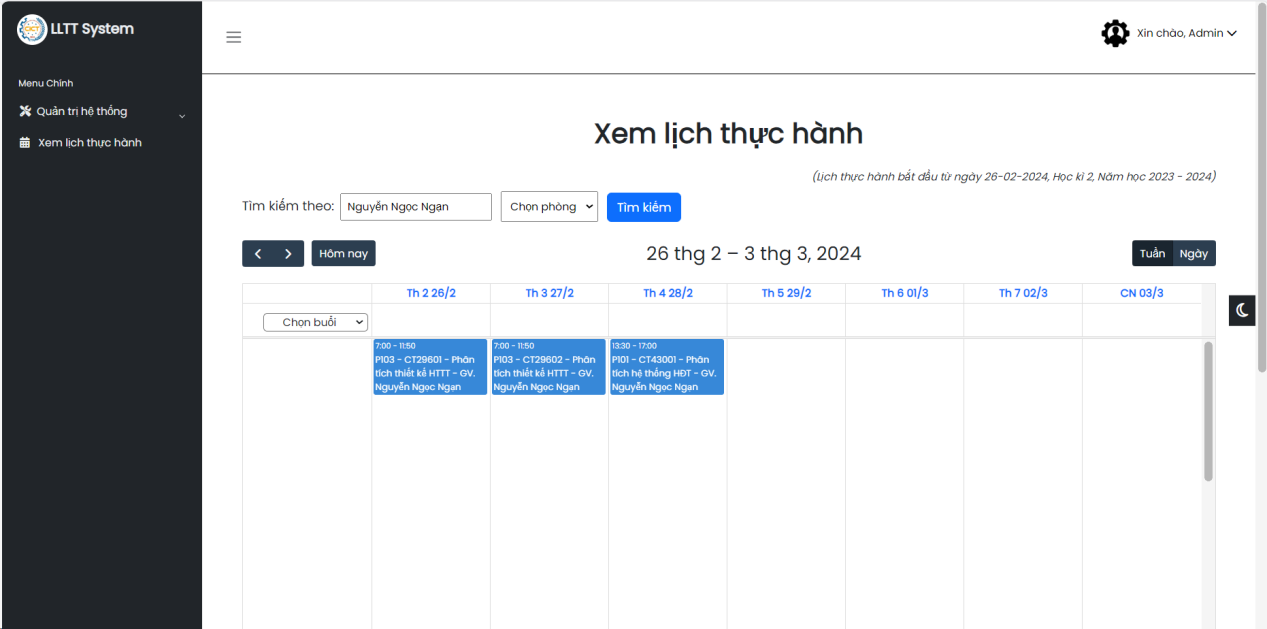 CICT LLTT System
Xin chào, Admin
Menu Chính
Quản trị hệ thống
Xem lịch thực hành
Xem lịch thực hành
(Lịch thực hành bắt dầu từ ngày 26-02-2024, Học kì 2, Năm học 2023 - 2024)
Tìm kiếm theo: Nguyễn Ngọc Ngạn Chọn phòng Tìm kiếm
Hôm nay 26 thg 2 – 3 thg 3, 2024 Tuần Ngày
Th 2 26/2 Th 3 27/2 Th 4 28/2 Th 5 29/2 Th 6 01/3 Th 7 02/3 CN 03/3
Chọn buổi
7:00 - 11:50
P103 - CT29601 - Phân
tích thiết kế HTTT - GV.
Nguyễn Ngọc Ngạn
7:00 - 11:50
P103 - CT29602 - Phân
tích thiết kế HTTT - GV.
Nguyễn Ngọc Ngạn
13:30 - 17:00
P101 - CT43001 - Phân
tích hệ thống HĐT - GV.
Nguyễn Ngọc Ngạn